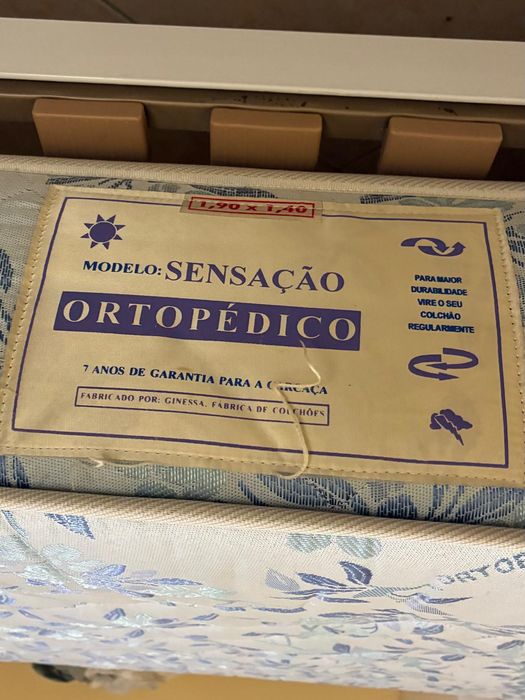 1,90 x 1,40
MODELO: SENSAÇÃO
ORTOPÉDICO
7 ANOS DE GARANTIA PARA A CARCAÇA
FABRICADO POR: GINESSA, FÁBRICA DE COLCHÕES
PARA MAIOR
DURABILIDADE
VIRE O SEU
COLCHÃO
REGULARMENTE